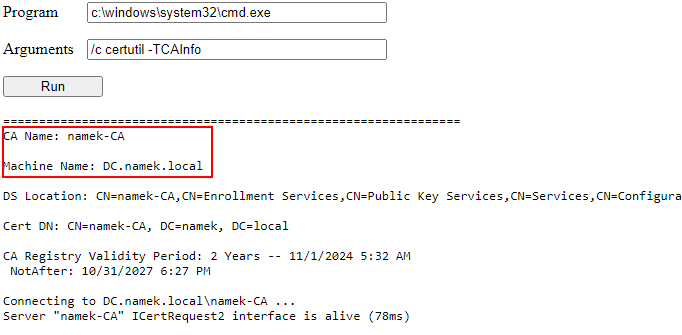 Program c:\windows\system32\cmd.exe
Arguments /c certutil -TCAInfo
Run
================================================================
CA Name: namek-CA
Machine Name: DC.namek.local
DS Location: CN=namek-CA,CN=Enrollment Services,CN=Public Key Services,CN=Services,CN=Configura
Cert DN: CN=namek-CA, DC=namek, DC=local
CA Registry Validity Period: 2 Years -- 11/1/2024 5:32 AM
NotAfter: 10/31/2027 6:27 PM
Connecting to DC.namek.local\namek-CA ...
Server "namek-CA" ICertRequest2 interface is alive (78ms)